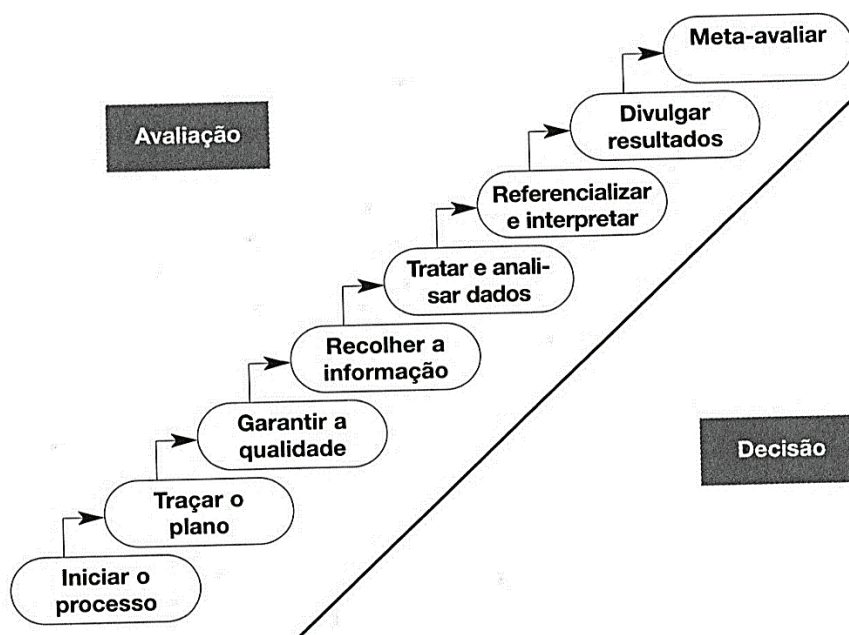 Meta-avaliar
Avaliação
Divulgar
resultados
Referencializar
e interpretar
Tratar e anali-
sar dados
Recolher a
informação
Garantir a
qualidade
Decisão
Traçar o
plano
Iniciar o
processo